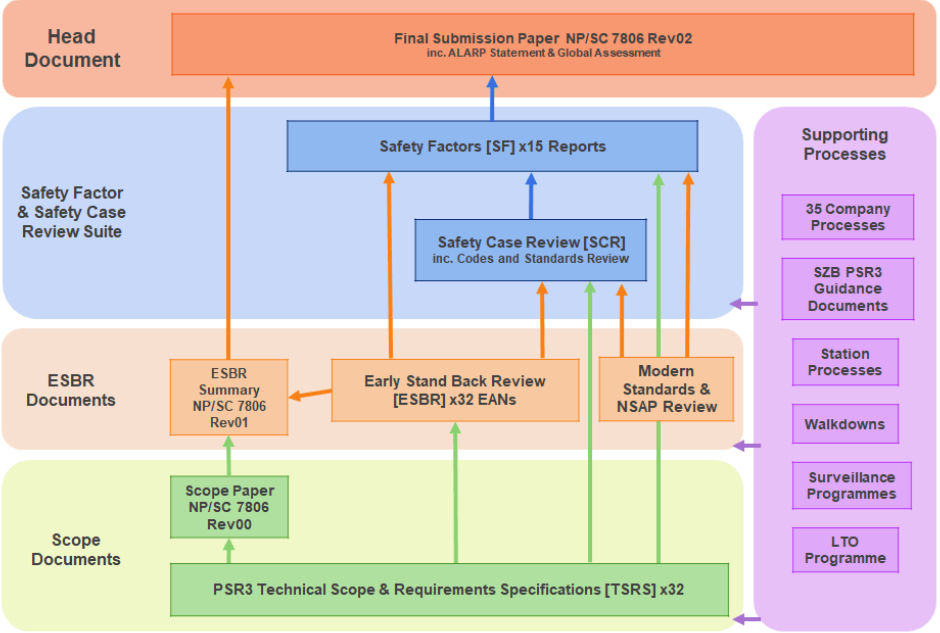 Head
Document
Final Submission Paper NP/SC 7806 Rev02
inc. ALARP Statement & Global Assessment
Safety Factor
& Safety Case
Review Suite
Safety Factors [SF] x15 Reports
Safety Case Review [SCR]
inc. Codes and Standards Review
ESBR
Documents
ESBR
Summary
NP/SC 7806
Rev01
Early Stand Back Review
[ESBR] x32 EANs
Modern
Standards &
NSAP Review
Scope
Documents
Scope Paper
NP/SC 7806
Rev00
PSR3 Technical Scope & Requirements Specifications [TSRS] x32
Supporting
Processes
35 Company
Processes
SZB PSR3
Guidance
Documents
Station
Processes
Walkdowns
Surveillance
Programmes
LTO
Programme